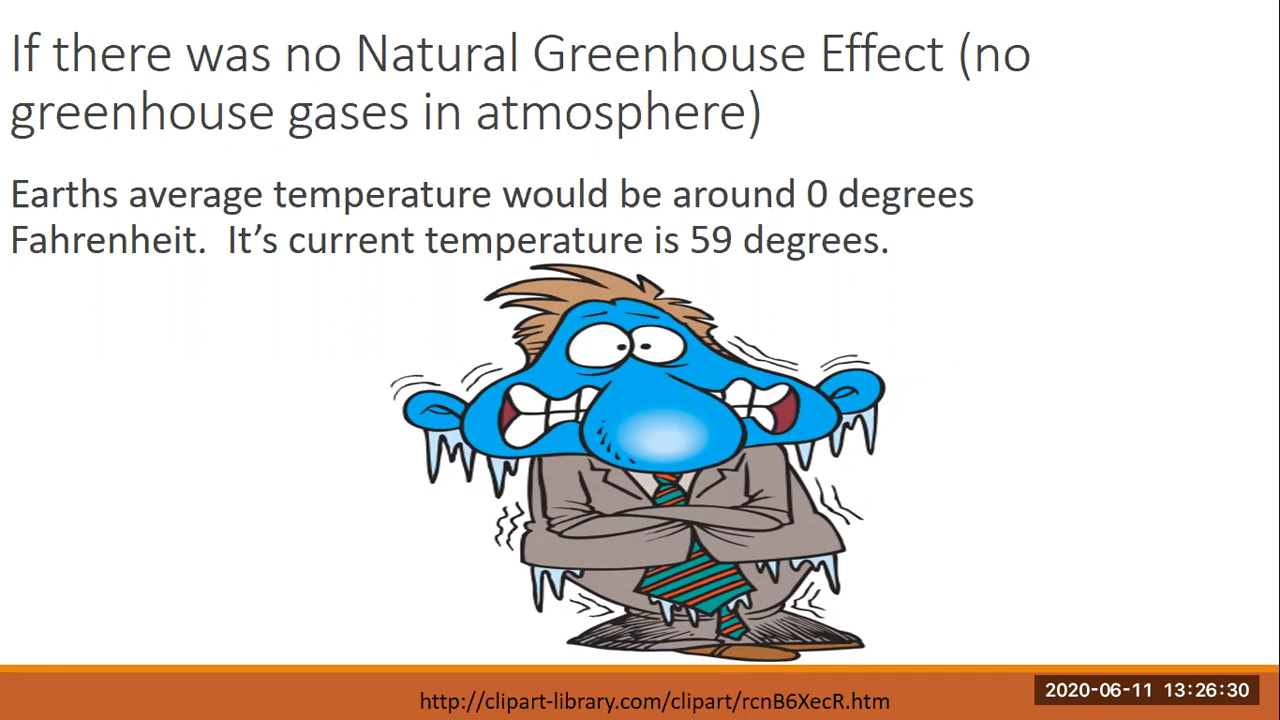 If there was no Natural Greenhouse Effect (no
greenhouse gases in atmosphere)
Earths average temperature would be around 0 degrees
Fahrenheit.  It’s current temperature is 59 degrees.
http://clipart-library.com/clipart/rcnB6XecR.htm
2020-06-11 13:26:30